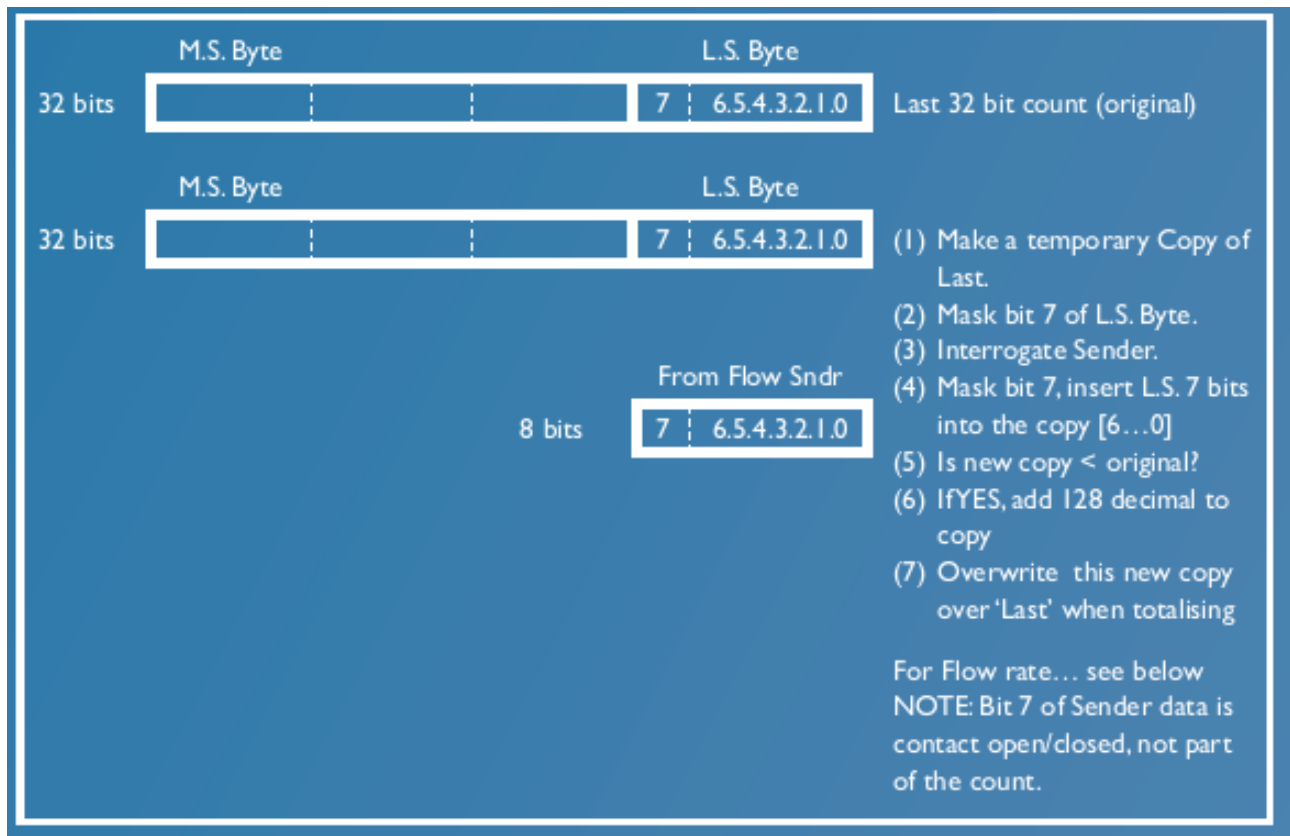 M.S. Byte L.S. Byte
32 bits 7 6.5.4.3.2.1.0 Last 32 bit count (original)
M.S. Byte L.S. Byte
32 bits 7 6.5.4.3.2.1.0 (1) Make a temporary Copy of
Last.
(2) Mask bit 7 of L.S. Byte.
(3) Interrogate Sender.
From Flow Sndr
(4) Mask bit 7, insert L.S. 7 bits
8 bits 7 6.5.4.3.2.1.0 into the copy [6...0]
(5) Is new copy < original?
(6) IfYES, add 128 decimal to
copy
(7) Overwrite this new copy
over ‘Last’ when totalising
For Flow rate... see below
NOTE: Bit 7 of Sender data is
contact open/closed, not part
of the count.